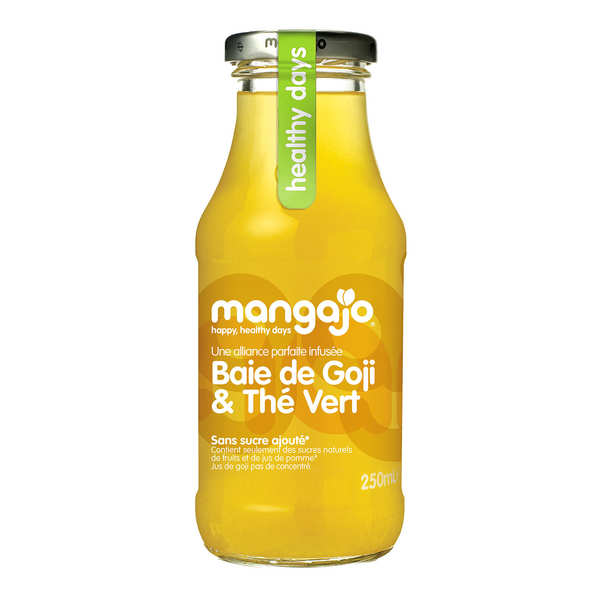 healthy days
mangajo
happy, healthy days
Une alliance parfaite infusée
Baie de Goji
& Thé Vert
Sans sucre ajouté*
Contient seulement des sucres naturels
de fruits et de jus de pomme*
Jus de goji pas de concentré
250ml